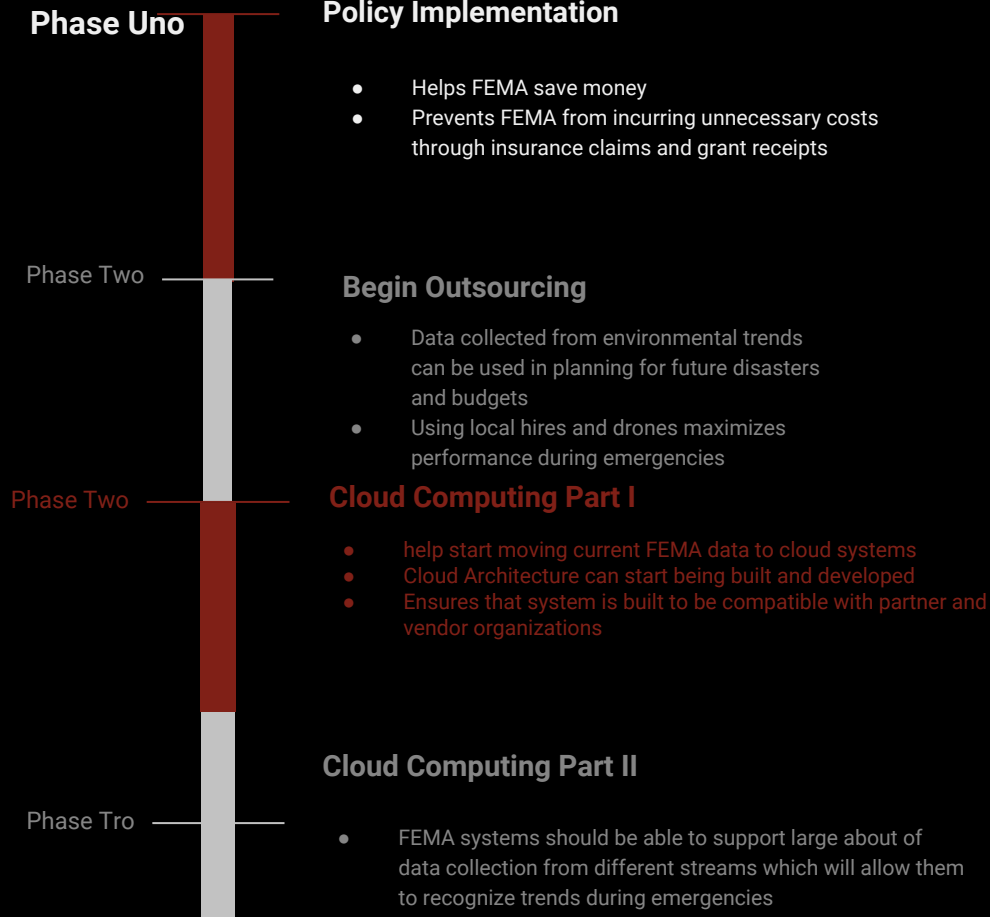 Phase Uno
Policy Implementation
● Helps FEMA save money
● Prevents FEMA from incurring unnecessary costs
through insurance claims and grant receipts
Phase Two
Begin Outsourcing
● Data collected from environmental trends
can be used in planning for future disasters
and budgets
● Using local hires and drones maximizes
performance during emergencies
Phase Two
Cloud Computing Part I
● help start moving current FEMA data to cloud systems
● Cloud Architecture can start being built and developed
● Ensures that system is built to be compatible with partner and
vendor organizations
Cloud Computing Part II
Phase Tro
● FEMA systems should be able to support large about of
data collection from different streams which will allow them
to recognize trends during emergencies